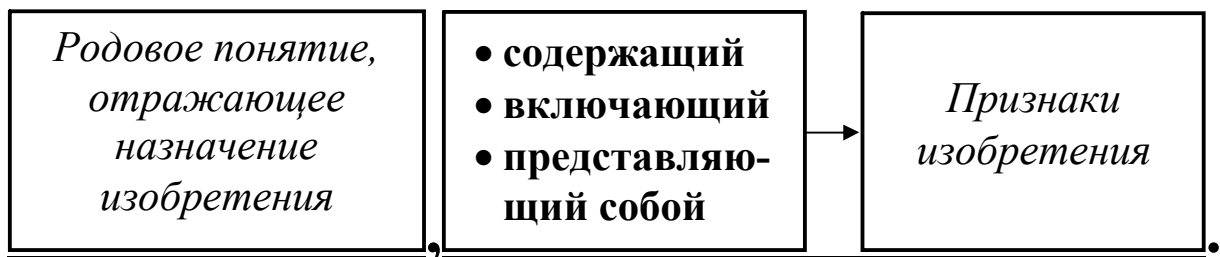 Родовое понятие,
отражающее
назначение
изобретения
,
• содержащий
• включающий
• представляю-
щий собой
Признаки
изобретения
.